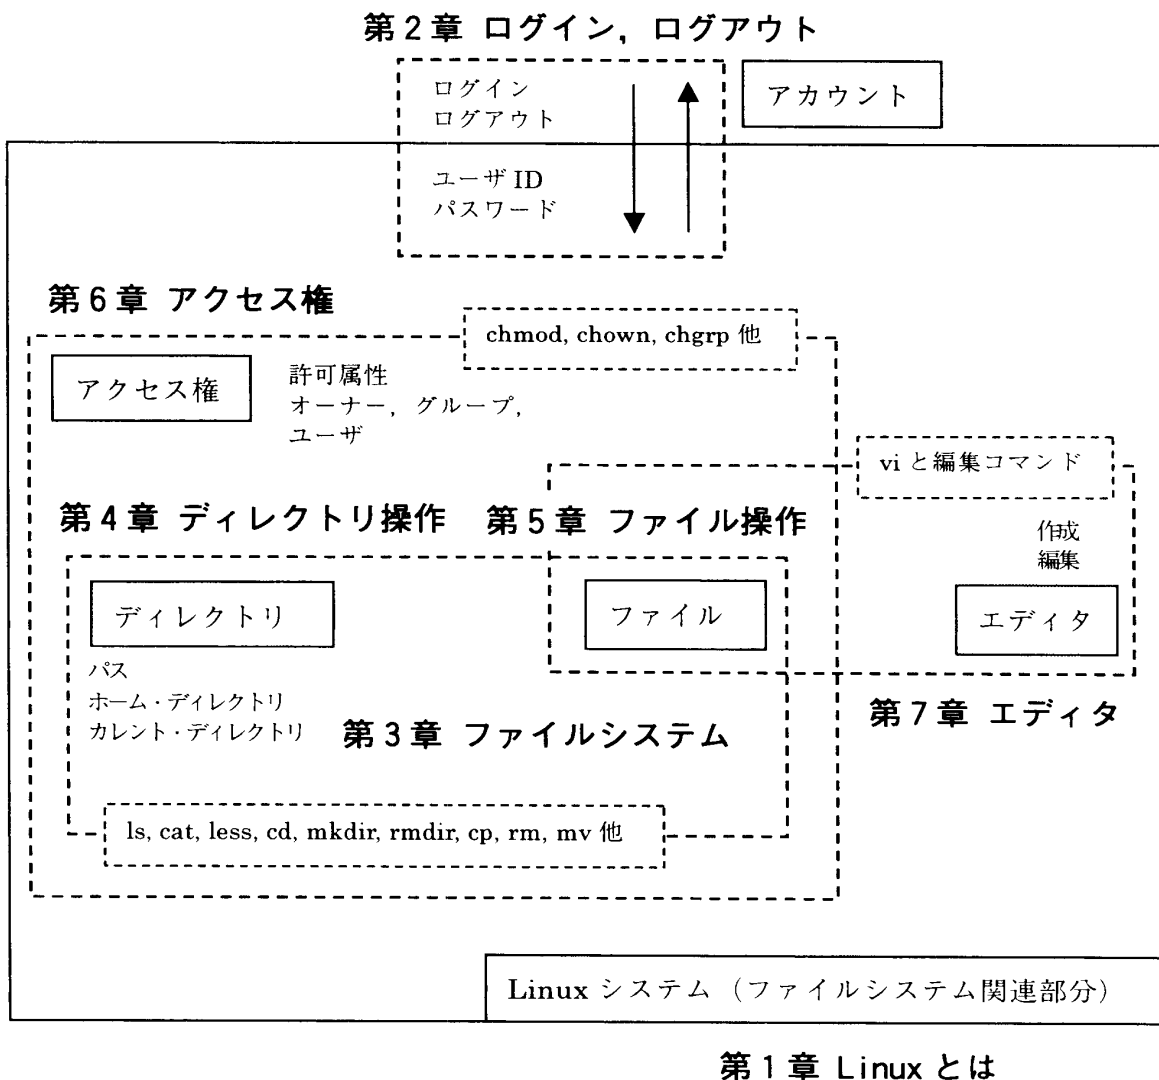 第2章 ログイン，ログアウト
ログイン
ログアウト
アカウント
ユーザ ID
パスワード
第6章 アクセス権
chmod, chown, chgrp 他
アクセス権
許可属性
オーナー，グループ，
ユーザ
vi と編集コマンド
第4章 ディレクトリ操作
第5章 ファイル操作
作成
編集
ディレクトリ
ファイル
エディタ
パス
ホーム・ディレクトリ
カレント・ディレクトリ
第3章 ファイルシステム
第7章 エディタ
ls, cat, less, cd, mkdir, rmdir, cp, rm, mv 他
Linux システム（ファイルシステム関連部分）
第1章 Linux とは